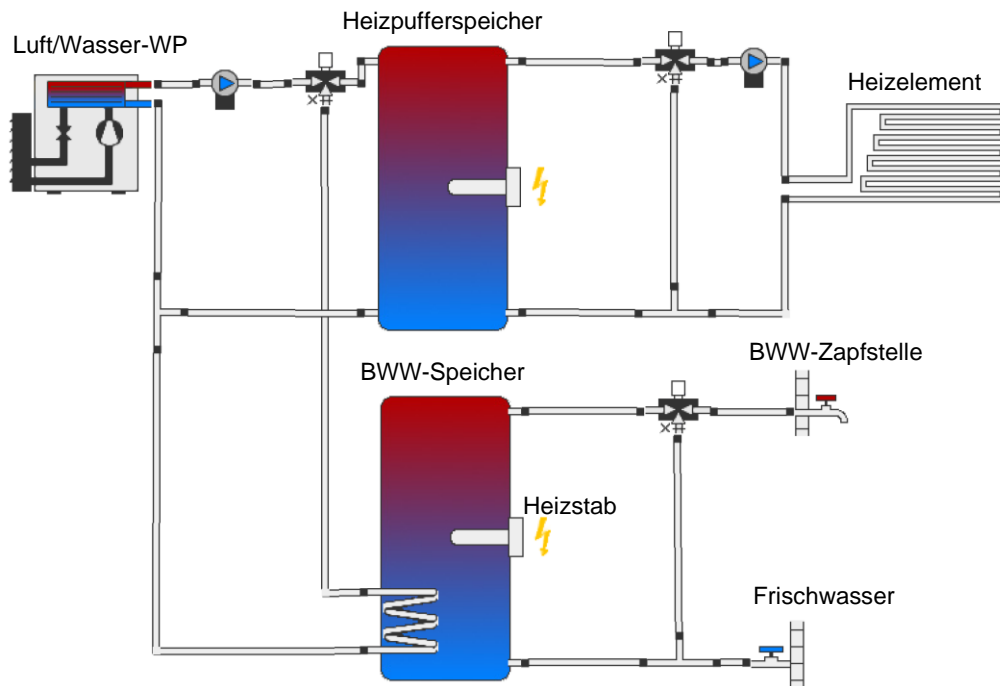 Heizpufferspeicher
Luft/Wasser-WP
Heizelement
BWW-Speicher
BWW-Zapfstelle
Heizstab
Frischwasser